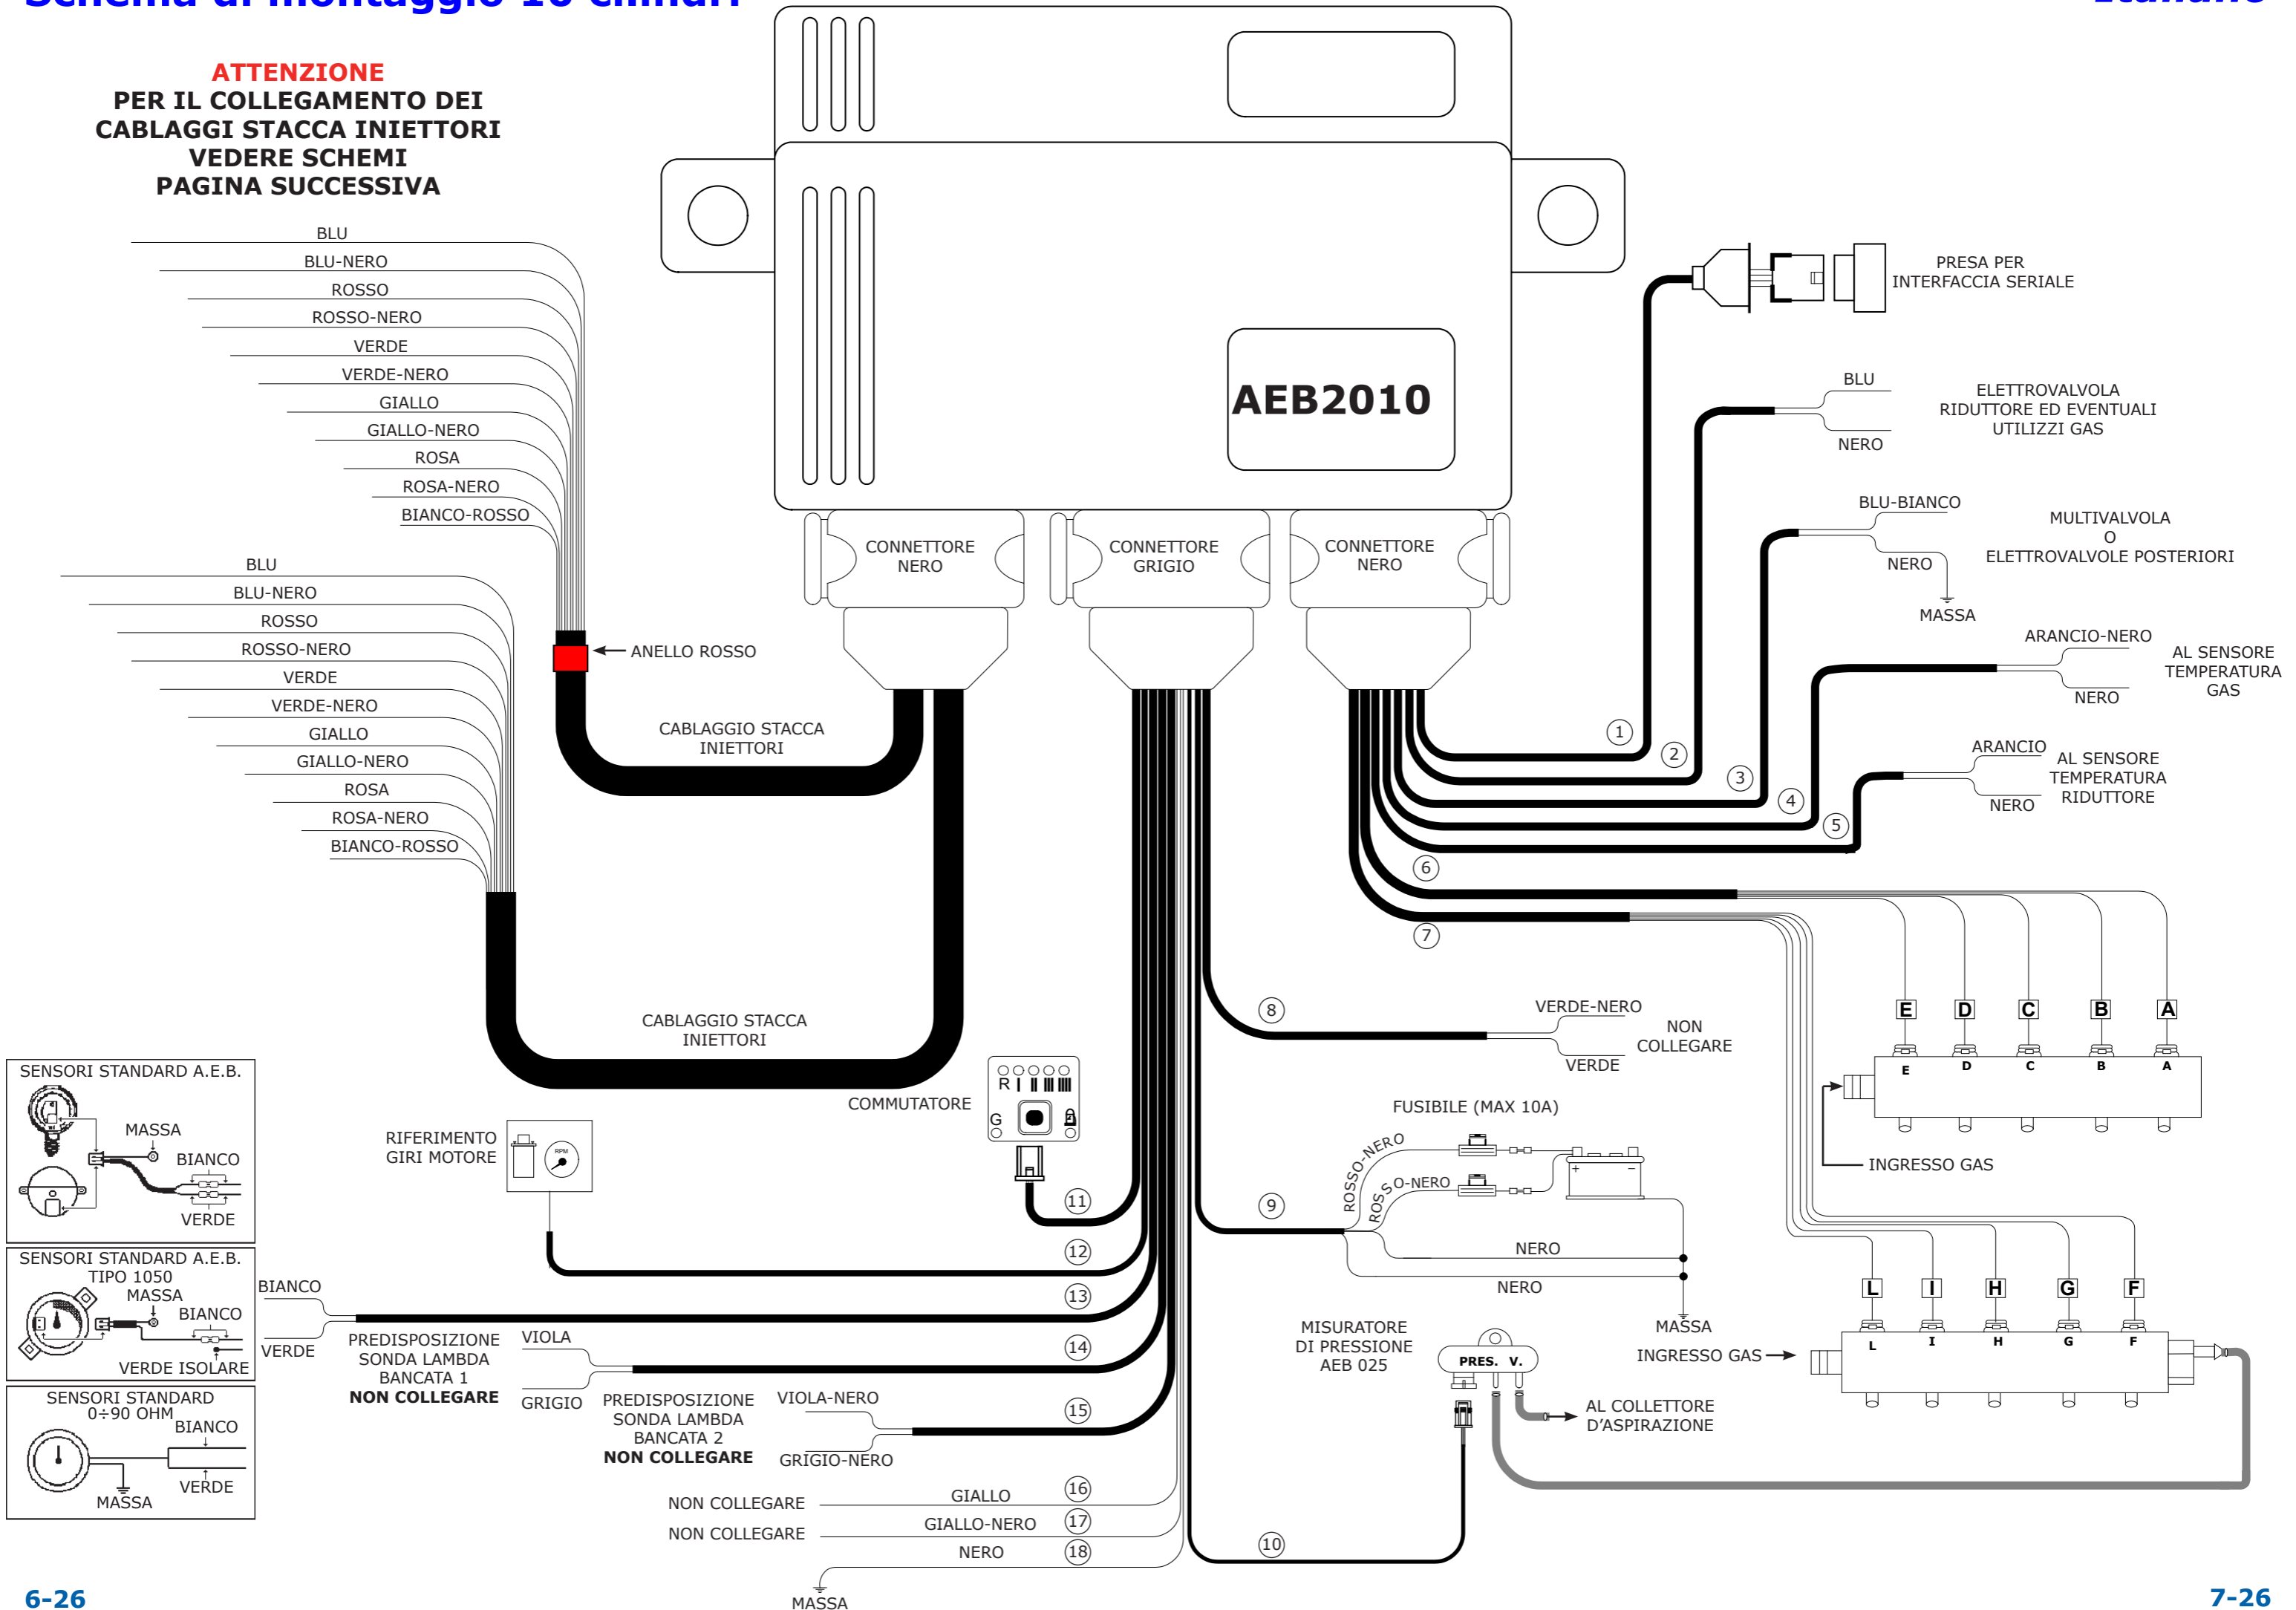 Schema di montaggio 10 cilindri
Italiano
ATTENZIONE
PER IL COLLEGAMENTO DEI
CABLAGGI STACCA INIETTORI
VEDERE SCHEMI
PAGINA SUCCESSIVA
BLU
BLU-NERO
ROSSO
ROSSO-NERO
VERDE
VERDE-NERO
GIALLO
GIALLO-NERO
ROSA
ROSA-NERO
BIANCO-ROSSO
BLU
BLU-NERO
ROSSO
ROSSO-NERO
VERDE
VERDE-NERO
GIALLO
GIALLO-NERO
ROSA
ROSA-NERO
BIANCO-ROSSO
ANELLO ROSSO
CABLAGGIO STACCA
INIETTORI
CABLAGGIO STACCA
INIETTORI
AEB2010
CONNETTORE
NERO
CONNETTORE
GRIGIO
CONNETTORE
NERO
PRESA PER
INTERFACCIA SERIALE
BLU
NERO
ELETTROVALVOLA
RIDUTTORE ED EVENTUALI
UTILIZZI GAS
BLU-BIANCO
NERO
MASSA
MULTIVALVOLA
O
ELETTROVALVOLE POSTERIORI
ARANCIO-NERO
NERO
AL SENSORE
TEMPERATURA
GAS
ARANCIO
NERO
AL SENSORE
TEMPERATURA
RIDUTTORE
1
2
3
4
5
6
7
E D C B A
E D C B A
INGRESSO GAS
8
VERDE-NERO
VERDE
NON
COLLEGARE
FUSIBILE (MAX 10A)
9
ROSSO-NERO
ROSSO-NERO
+ −
NERO
NERO
MASSA
L I H G F
L I H G F
INGRESSO GAS
MISURATORE
DI PRESSIONE
AEB 025
PRES. V.
AL COLLETTORE
D'ASPIRAZIONE
10
COMMUTATORE
R I II III IIII
G
11
RIFERIMENTO
GIRI MOTORE
RPM
12
BIANCO
VERDE
13
PREDISPOSIZIONE
SONDA LAMBDA
BANCATA 1
NON COLLEGARE
VIOLA
GRIGIO
14
PREDISPOSIZIONE
SONDA LAMBDA
BANCATA 2
NON COLLEGARE
VIOLA-NERO
GRIGIO-NERO
15
NON COLLEGARE
GIALLO
16
NON COLLEGARE
GIALLO-NERO
17
NERO
18
MASSA
SENSORI STANDARD A.E.B.
MASSA
BIANCO
VERDE
SENSORI STANDARD A.E.B.
TIPO 1050
MASSA
BIANCO
VERDE ISOLARE
SENSORI STANDARD
0÷90 OHM
BIANCO
VERDE
MASSA
6-26
7-26